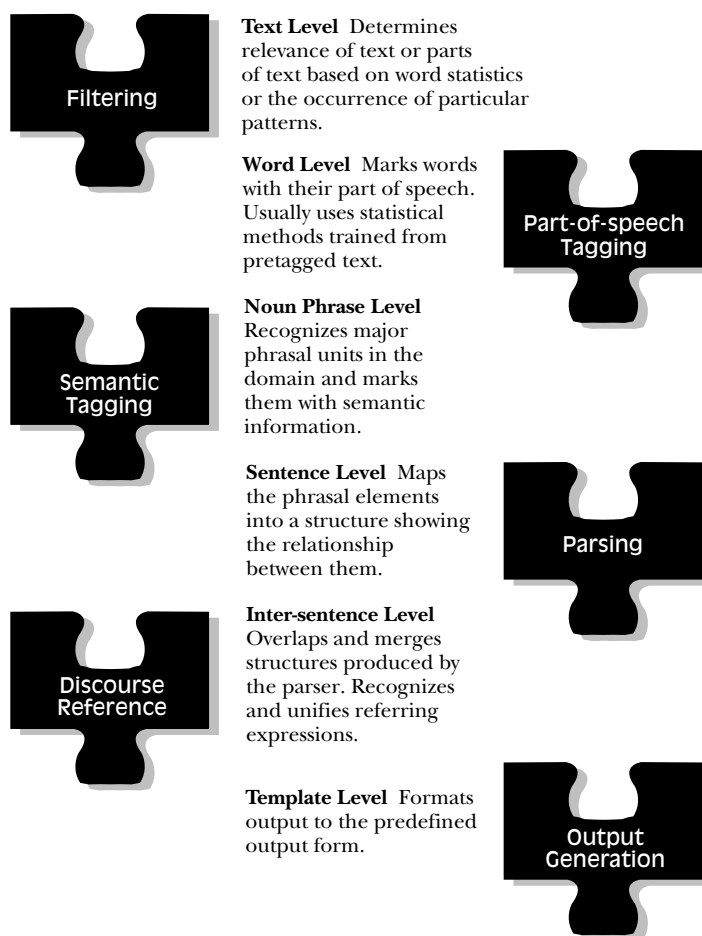 Filtering
Text Level Determines
relevance of text or parts
of text based on word statistics
or the occurrence of particular
patterns.
Word Level Marks words
with their part of speech.
Usually uses statistical
methods trained from
pretagged text.
Part-of-speech
Tagging
Semantic
Tagging
Noun Phrase Level
Recognizes major
phrasal units in the
domain and marks
them with semantic
information.
Sentence Level Maps
the phrasal elements
into a structure showing
the relationship
between them.
Parsing
Discourse
Reference
Inter-sentence Level
Overlaps and merges
structures produced by
the parser. Recognizes
and unifies referring
expressions.
Template Level Formats
output to the predefined
output form.
Output
Generation